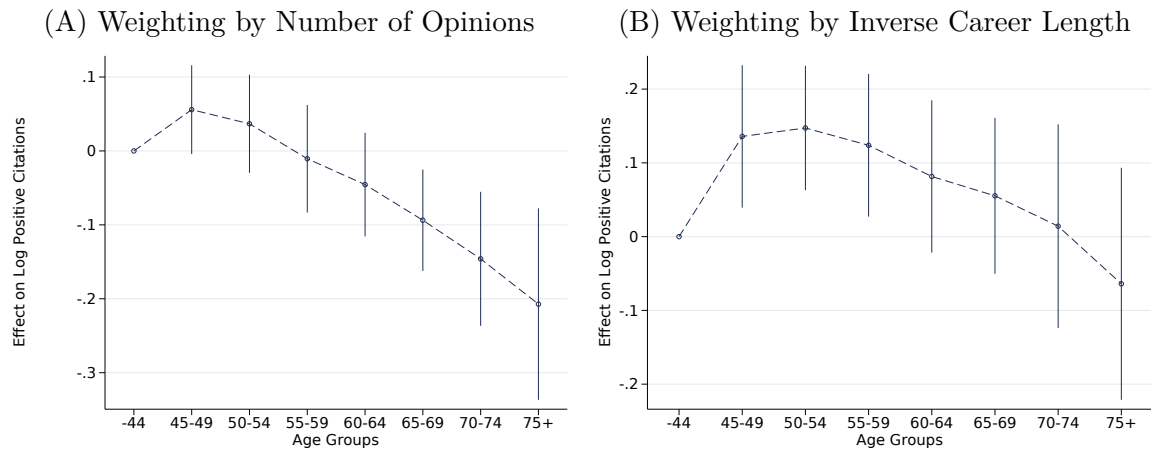 (A) Weighting by Number of Opinions
Effect on Log Positive Citations
.1
0
-.1
-.2
-.3
-44 45-49 50-54 55-59 60-64 65-69 70-74 75+
Age Groups
(B) Weighting by Inverse Career Length
Effect on Log Positive Citations
.2
.1
0
-.1
-.2
-44 45-49 50-54 55-59 60-64 65-69 70-74 75+
Age Groups